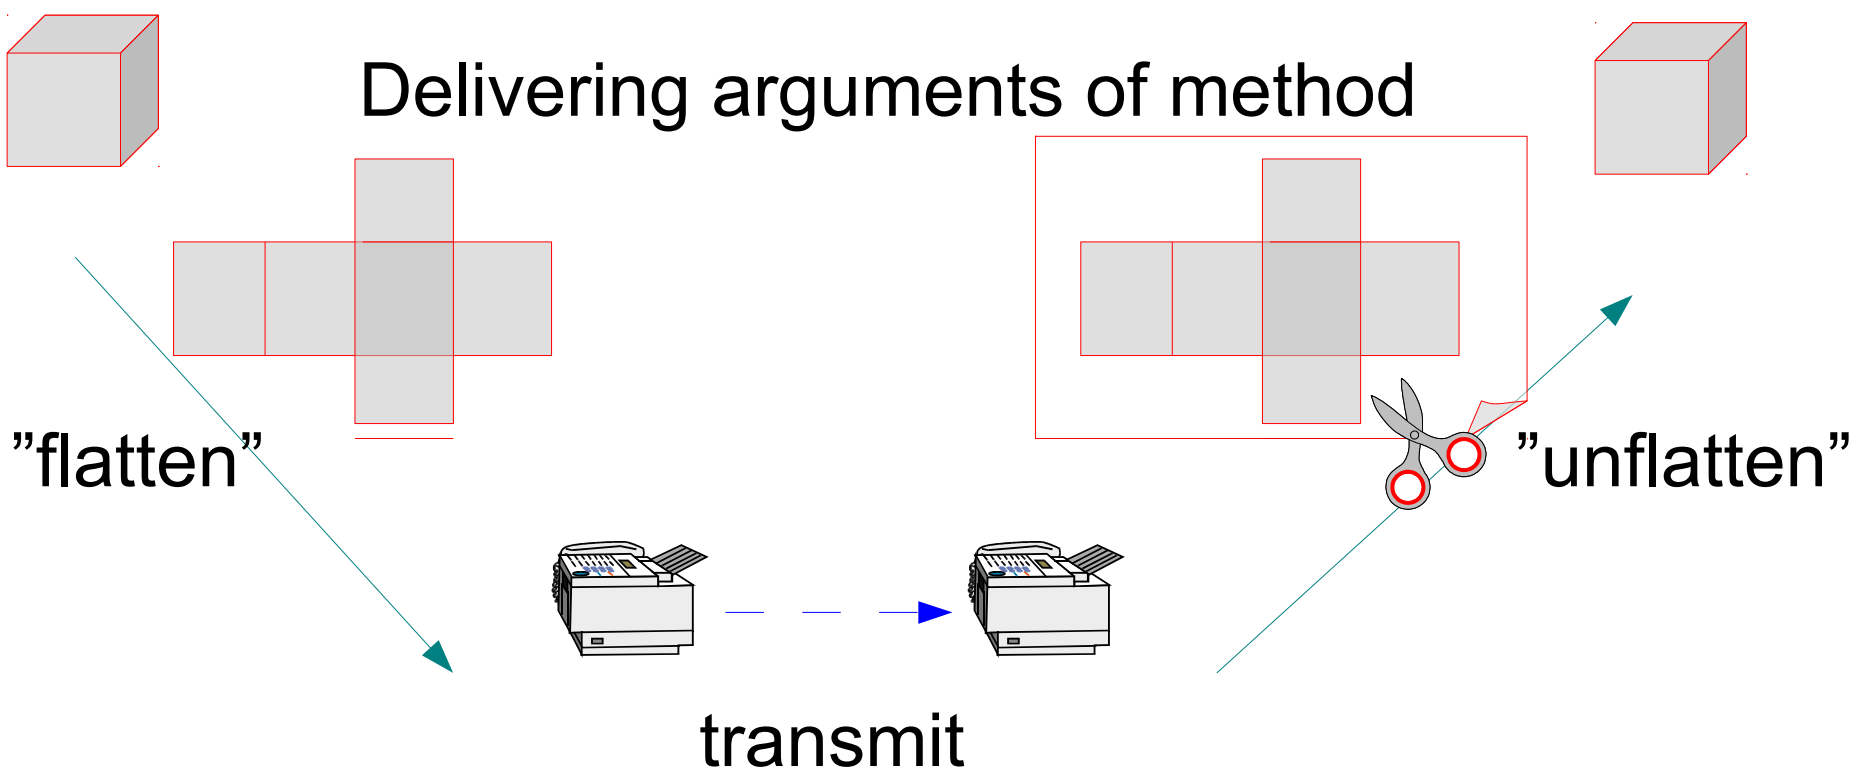 Delivering arguments of method
”flatten”
”unflatten”
transmit